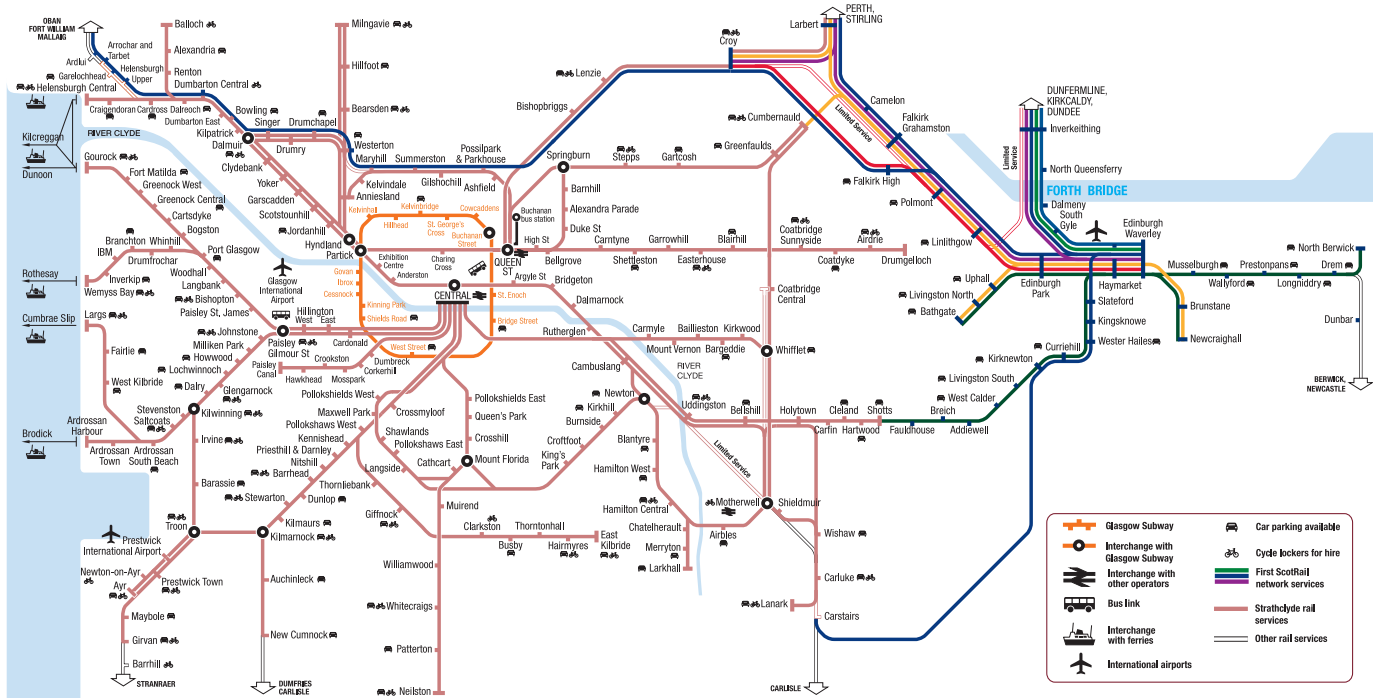 OBAN
FORT WILLIAM
MALLAIG
Arrochar and
Tarbet
Ardlui
Garelochhead
Helensburgh
Upper
Helensburgh Central
Craigendoran
Cardross
Dalreoch
Dumbarton Central
Dumbarton East
Balloch
Alexandria
Renton
Bowling
Kilpatrick
Dalmuir
Singer
Drumchapel
Drumry
Clydebank
Yoker
Garscadden
Scotstounhill
Jordanhill
Hyndland
Partick
Milngavie
Hillfoot
Bearsden
Westerton
Maryhill
Summerston
Possilpark
& Parkhouse
Kelvindale
Anniesland
Gilshochill
Ashfield
Lenzie
Bishopbriggs
Croy
Larbert
PERTH,
STIRLING
Camelon
Falkirk
Grahamston
Limited Service
Falkirk High
Polmont
Linlithgow
Cumbernauld
Greenfaulds
Springburn
Stepps
Gartcosh
Barnhill
Alexandra Parade
Duke St
High St
Bellgrove
Carntyne
Shettleston
Garrowhill
Easterhouse
Blairhill
Coatbridge
Sunnyside
Coatdyke
Airdrie
Drumgelloch
Coatbridge
Central
DUNFERMLINE,
KIRKCALDY,
DUNDEE
Inverkeithing
Limited
Service
North Queensferry
FORTH BRIDGE
Dalmeny
South
Gyle
Edinburgh
Waverley
Haymarket
Edinburgh
Park
Uphall
Livingston North
Bathgate
Slateford
Kingsknowe
Wester Hailes
Curriehill
Kirknewton
Livingston South
West Calder
Addiewell
Breich
Fauldhouse
Brunstane
Newcraighall
Musselburgh
Wallyford
Prestonpans
Longniddry
Drem
North Berwick
Dunbar
BERWICK,
NEWCASTLE
RIVER CLYDE
Kilcreggan
Dunoon
Gourock
Fort Matilda
Greenock West
Greenock Central
Cartsdyke
Bogston
Port Glasgow
Whinhill
Branchton
Drumfrochar
IBM
Inverkip
Wemyss Bay
Rothesay
Woodhall
Langbank
Bishopton
Paisley St, James
Glasgow
International
Airport
Paisley
Gilmour St
Hillington
West
East
Cardonald
Kelvinhall
Hillhead
Kelvinbridge
St. George's
Cross
Cowcaddens
Buchanan
Street
Buchanan
bus station
QUEEN
ST
Exhibition
Centre
Charing
Cross
Anderston
CENTRAL
Argyle St
Bridgeton
Dalmarnock
Rutherglen
Govan
Ibrox
Cessnock
Kinning Park
Shields Road
West Street
St. Enoch
Bridge Street
Cumbrae Slip
Largs
Fairlie
West Kilbride
Ardrossan
Harbour
Ardrossan
Town
Ardrossan
South Beach
Brodick
Johnstone
Milliken Park
Howwood
Lochwinnoch
Glengarnock
Dalry
Kilwinning
Stevenston
Saltcoats
Irvine
Barassie
Troon
Prestwick
International Airport
Prestwick Town
Newton-on-Ayr
Ayr
Maybole
Girvan
Barrhill
STRANRAER
Paisley
Canal
Hawkhead
Crookston
Mosspark
Corkerhill
Dumbreck
Pollokshields West
Maxwell Park
Pollokshaws West
Kennishead
Priesthill & Darnley
Nitshill
Barrhead
Dunlop
Stewarton
Kilmaurs
Kilmarnock
Auchinleck
New Cumnock
DUMFRIES
CARLISLE
Crossmyloof
Shawlands
Pollokshaws East
Langside
Cathcart
Pollokshields East
Queen's Park
Crosshill
Mount Florida
Thornliebank
Giffnock
Clarkston
Busby
Thorntonhall
Hairmyres
East
Kilbride
Muirend
Williamwood
Whitecraigs
Patterton
Neilston
King's
Park
Croftfoot
Burnside
Kirkhill
Newton
Cambuslang
Carmyle
Mount Vernon
Baillieston
Bargeddie
Kirkwood
Whifflet
RIVER
CLYDE
Uddingston
Bellshill
Holytown
Carfin
Cleland
Hartwood
Shotts
Limited Service
Blantyre
Hamilton West
Hamilton Central
Chatelherault
Merryton
Larkhall
Airbles
Motherwell
Shieldmuir
Wishaw
Carluke
Lanark
Carstairs
CARLISLE
Glasgow Subway
Interchange with
Glasgow Subway
Interchange with
other operators
Bus link
Interchange
with ferries
International airports
Car parking available
Cycle lockers for hire
First ScotRail
network services
Strathclyde rail
services
Other rail services